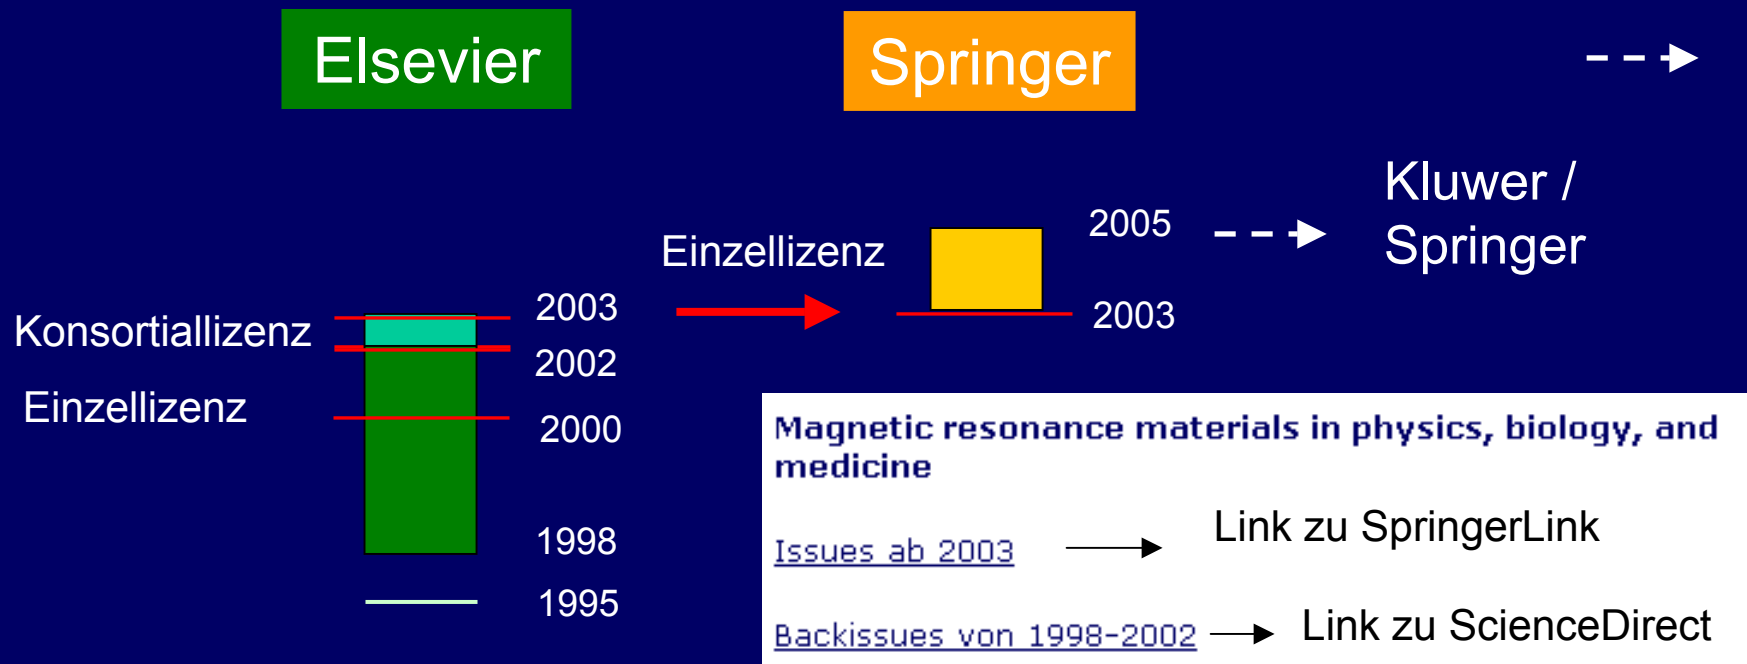 Elsevier
Springer
Kluwer /
Springer
2005
Einzellizenz
2003
2003
Konsortiallizenz
2002
Einzellizenz
2000
1998
1995
Magnetic resonance materials in physics, biology, and
medicine
Link zu SpringerLink
Issues ab 2003
Link zu ScienceDirect
Backissues von 1998-2002